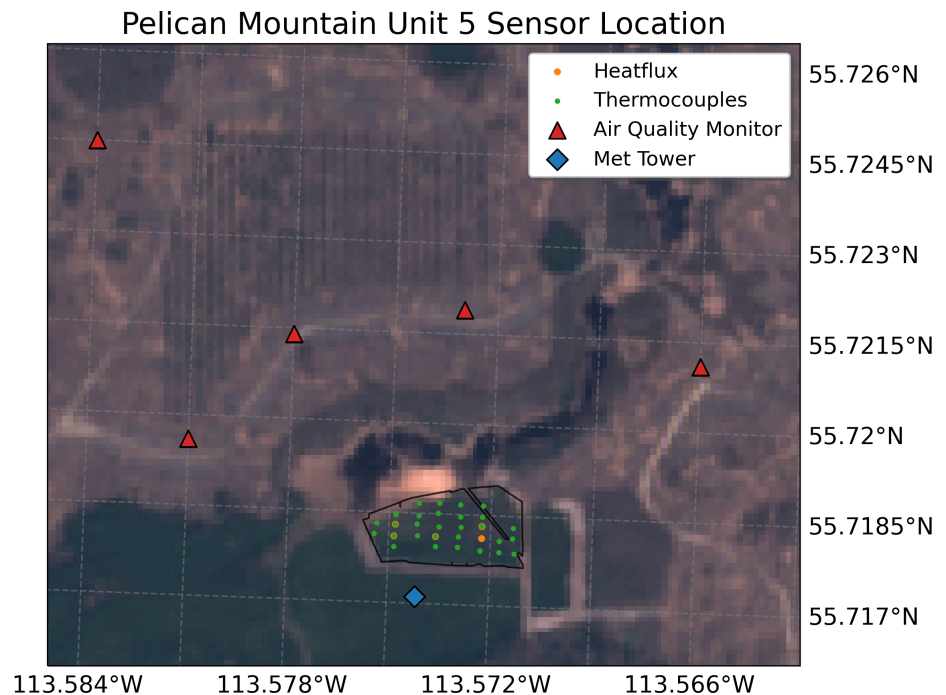 Pelican Mountain Unit 5 Sensor Location
Heatflux
Thermocouples
Air Quality Monitor
Met Tower
55.726°N
55.7245°N
55.723°N
55.7215°N
55.72°N
55.7185°N
55.717°N
113.584°W 113.578°W 113.572°W 113.566°W